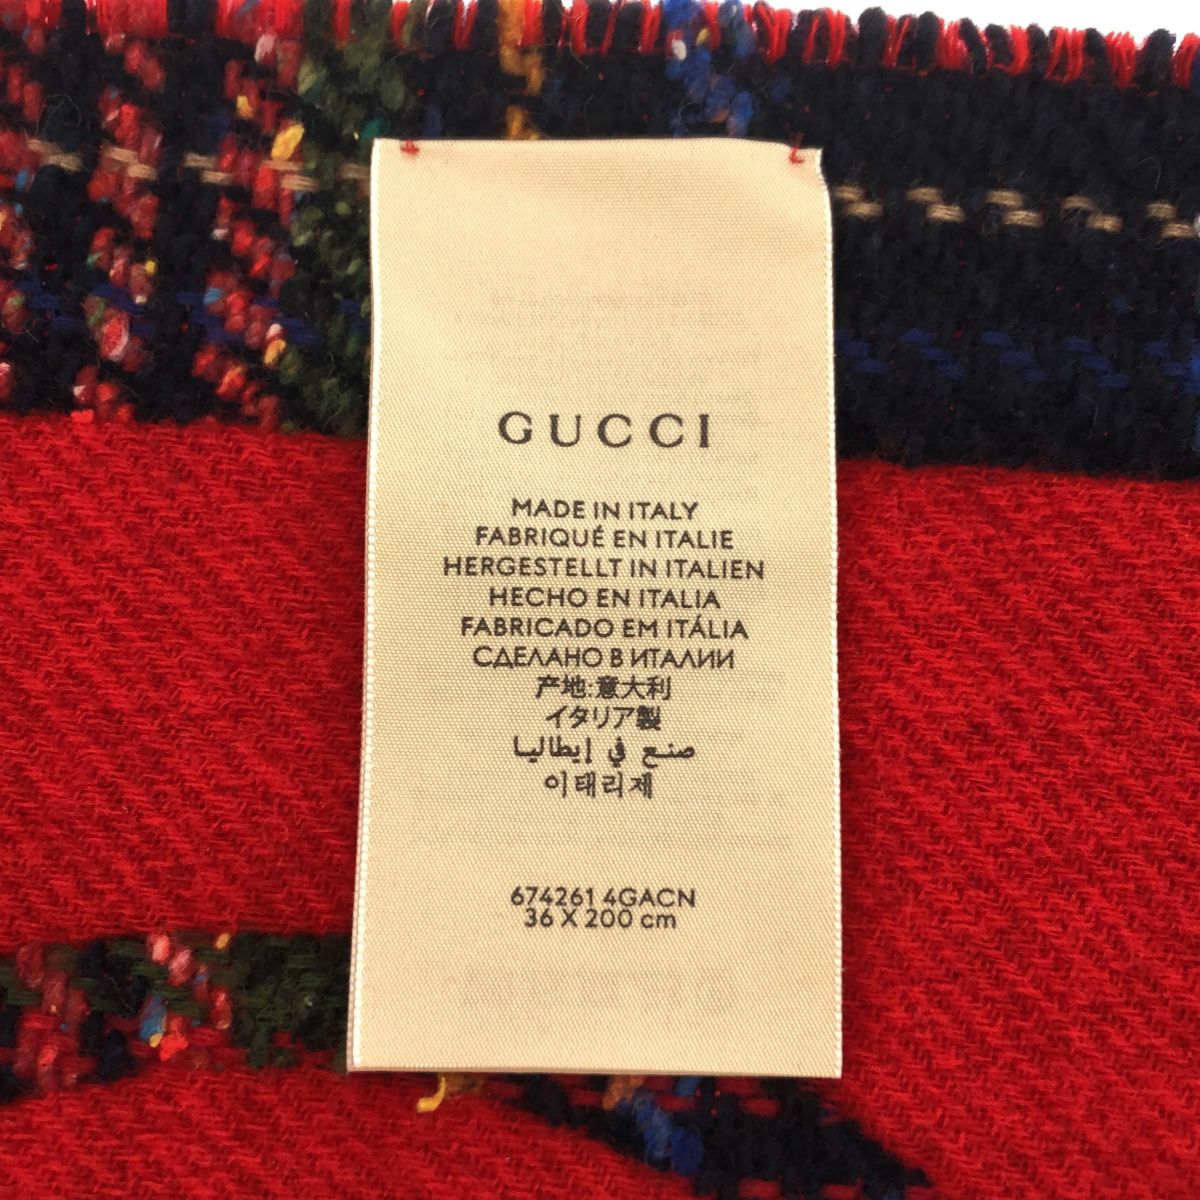 GUCCI
MADE IN ITALY
FABRIQUÉ EN ITALIE
HERGESTELLT IN ITALIEN
HECHO EN ITALIA
FABRICADO EM ITÁLIA
СДЕЛАНО В ИТАЛИИ
产地:意大利
イタリア製
صنع في إيطاليا
이태리제
674261 4GACN
36 X 200 cm